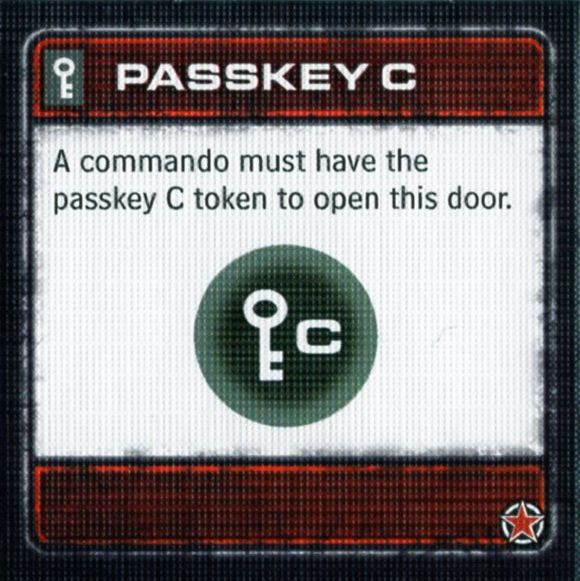 PASSKEY C
A commando must have the
passkey C token to open this door.
C